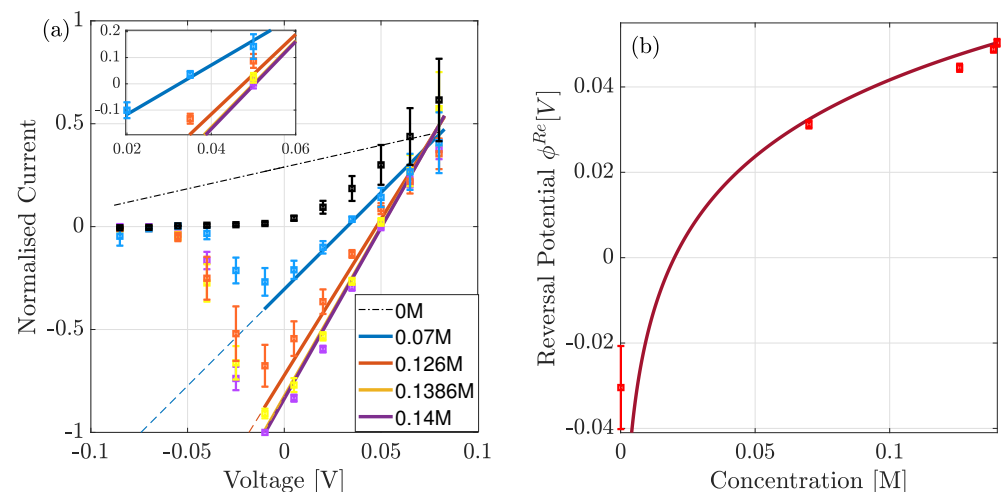 (a)
1
0.5
0
-0.5
-1
Normalised Current
0.2
0.1
0
-0.1
0.02
0.04
0.06
0M
0.07M
0.126M
0.1386M
0.14M
-0.1
-0.05
0
0.05
0.1
Voltage [V]
(b)
0.04
0.02
0
-0.02
-0.04
Reversal Potential ϕ^Re[V]
0
0.05
0.1
Concentration [M]